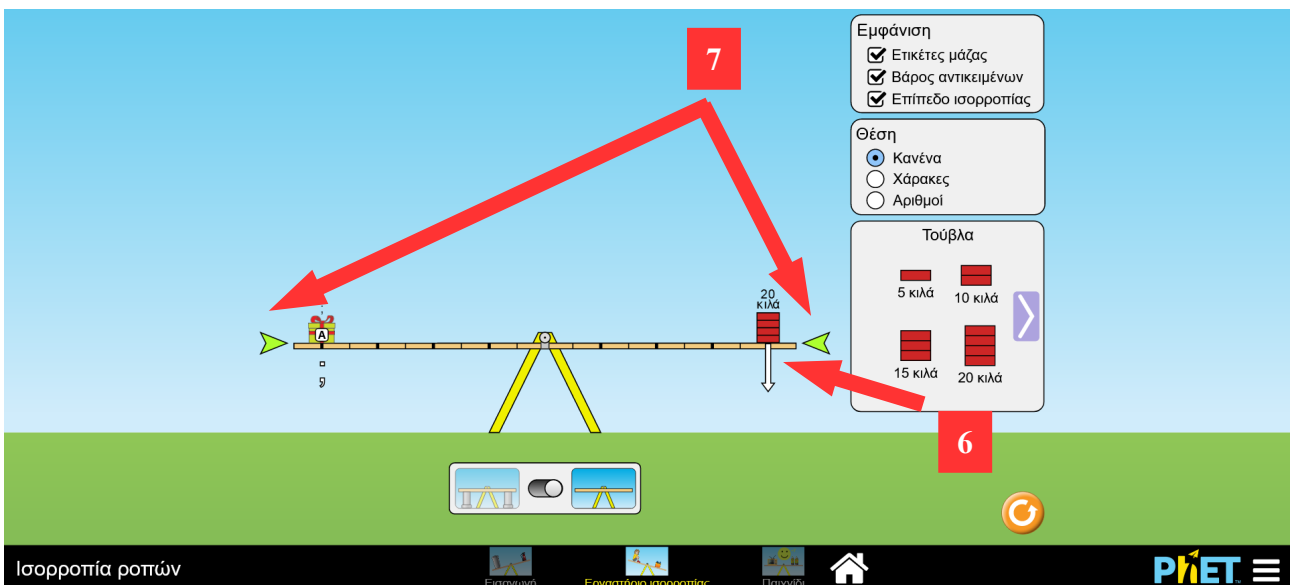 Εμφάνιση
Ετικέτες μάζας
Βάρος αντικειμένων
Επίπεδο ισορροπίας
7
Θέση
Κανένα
Χάρακες
Αριθμοί
Τούβλα
5 κιλά
10 κιλά
15 κιλά
20 κιλά
20
κιλά
A
;
6
Ισορροπία ροπών
Εισαγωγή
Εργαστήριο ισορροπίας
Παιχνίδι
PhET